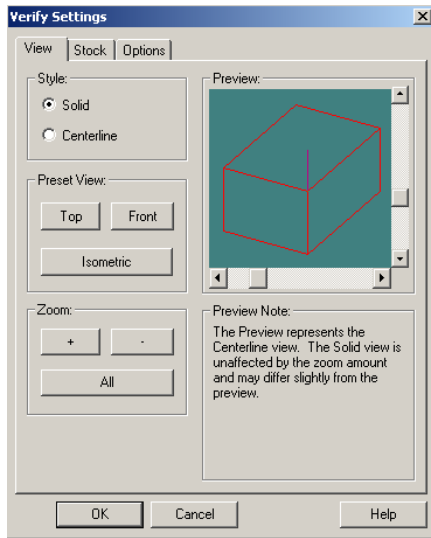 Verify Settings
View
Stock
Options
Style:
Solid
Centerline
Preset View:
Top
Front
Isometric
Zoom:
+
-
All
Preview:
Preview Note:
The Preview represents the
Centerline view. The Solid view is
unaffected by the zoom amount
and may differ slightly from the
preview.
OK
Cancel
Help